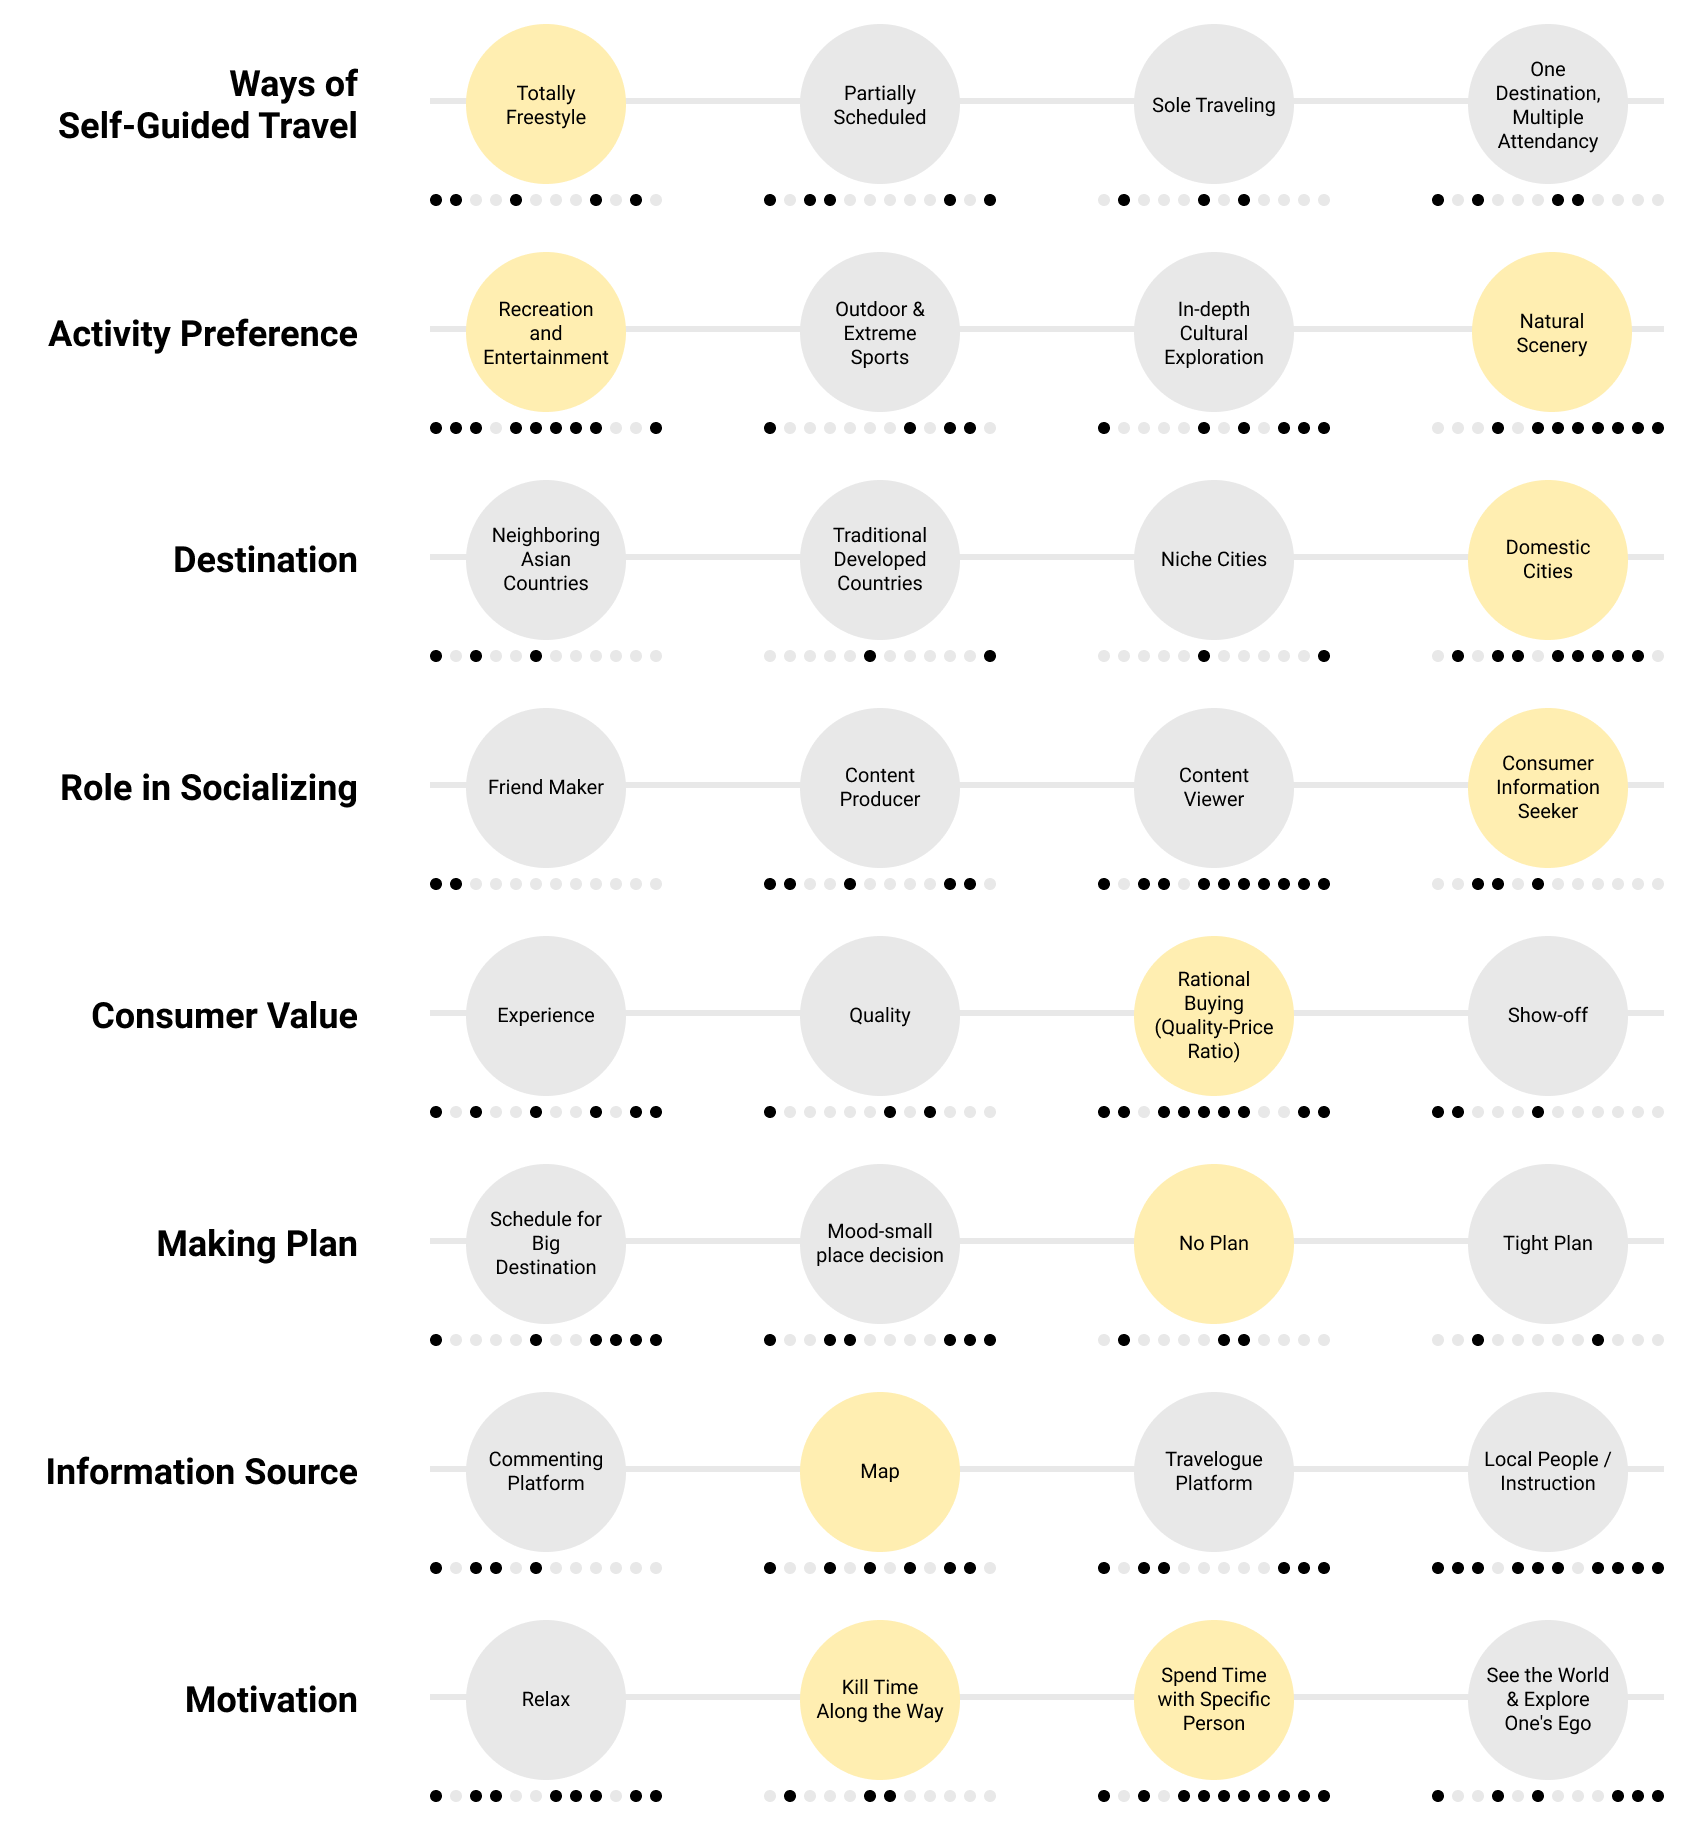 Ways of
Self-Guided Travel
Totally
Freestyle
Partially
Scheduled
Sole Traveling
One
Destination,
Multiple
Attendancy
Activity Preference
Recreation
and
Entertainment
Outdoor &
Extreme
Sports
In-depth
Cultural
Exploration
Natural
Scenery
Destination
Neighboring
Asian
Countries
Traditional
Developed
Countries
Niche Cities
Domestic
Cities
Role in Socializing
Friend Maker
Content
Producer
Content
Viewer
Consumer
Information
Seeker
Consumer Value
Experience
Quality
Rational
Buying
(Quality-Price
Ratio)
Show-off
Making Plan
Schedule for
Big
Destination
Mood-small
place decision
No Plan
Tight Plan
Information Source
Commenting
Platform
Map
Travelogue
Platform
Local People /
Instruction
Motivation
Relax
Kill Time
Along the Way
Spend Time
with Specific
Person
See the World
& Explore
One's Ego